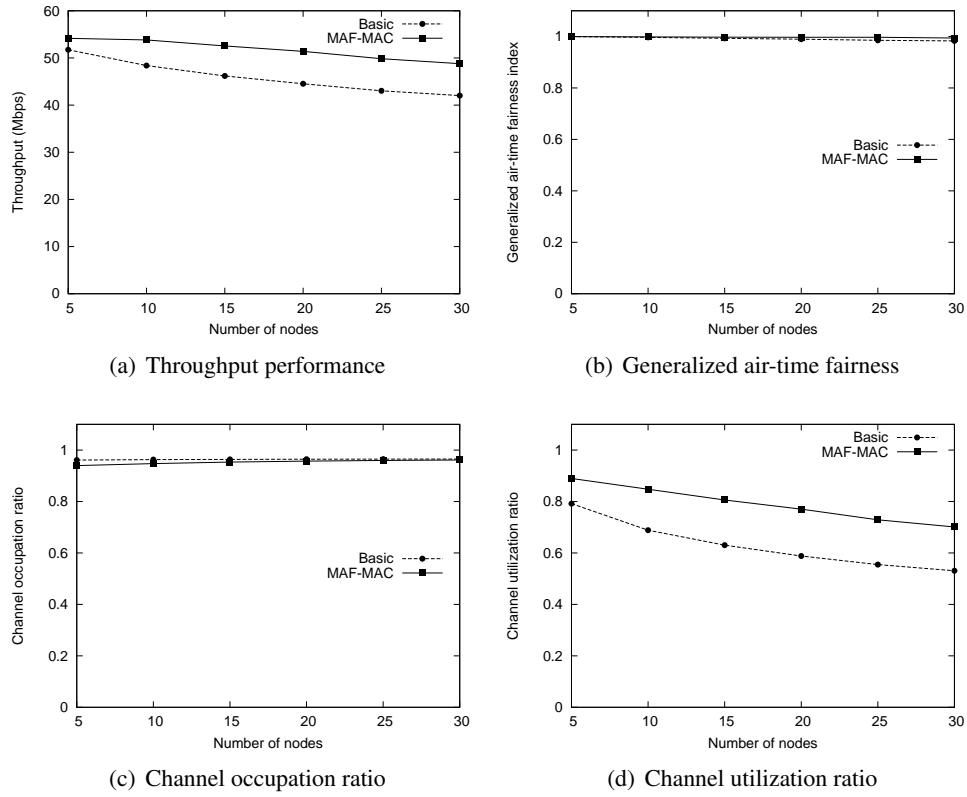 60
50
40
30
20
10
0
Throughput (Mbps)
Basic
MAF-MAC
5 10 15 20 25 30
Number of nodes
(a) Throughput performance
1
0.8
0.6
0.4
0.2
0
Generalized air-time fairness index
Basic
MAF-MAC
5 10 15 20 25 30
Number of nodes
(b) Generalized air-time fairness
1
0.8
0.6
0.4
0.2
0
Channel occupation ratio
Basic
MAF-MAC
5 10 15 20 25 30
Number of nodes
(c) Channel occupation ratio
1
0.8
0.6
0.4
0.2
0
Channel utilization ratio
Basic
MAF-MAC
5 10 15 20 25 30
Number of nodes
(d) Channel utilization ratio